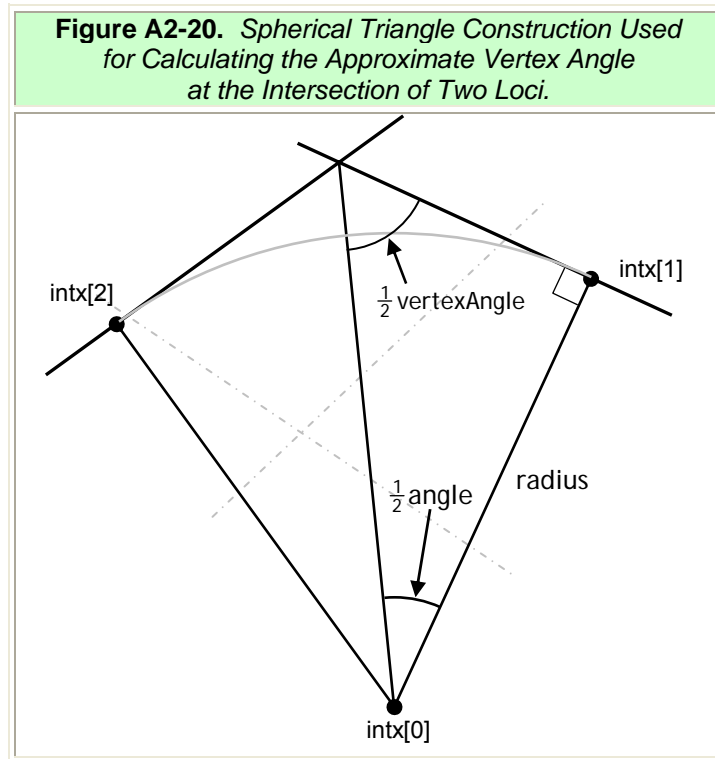 Figure A2-20. Spherical Triangle Construction Used
for Calculating the Approximate Vertex Angle
at the Intersection of Two Loci.
intx[1]
intx[2]
½ vertexAngle
radius
½ angle
intx[0]